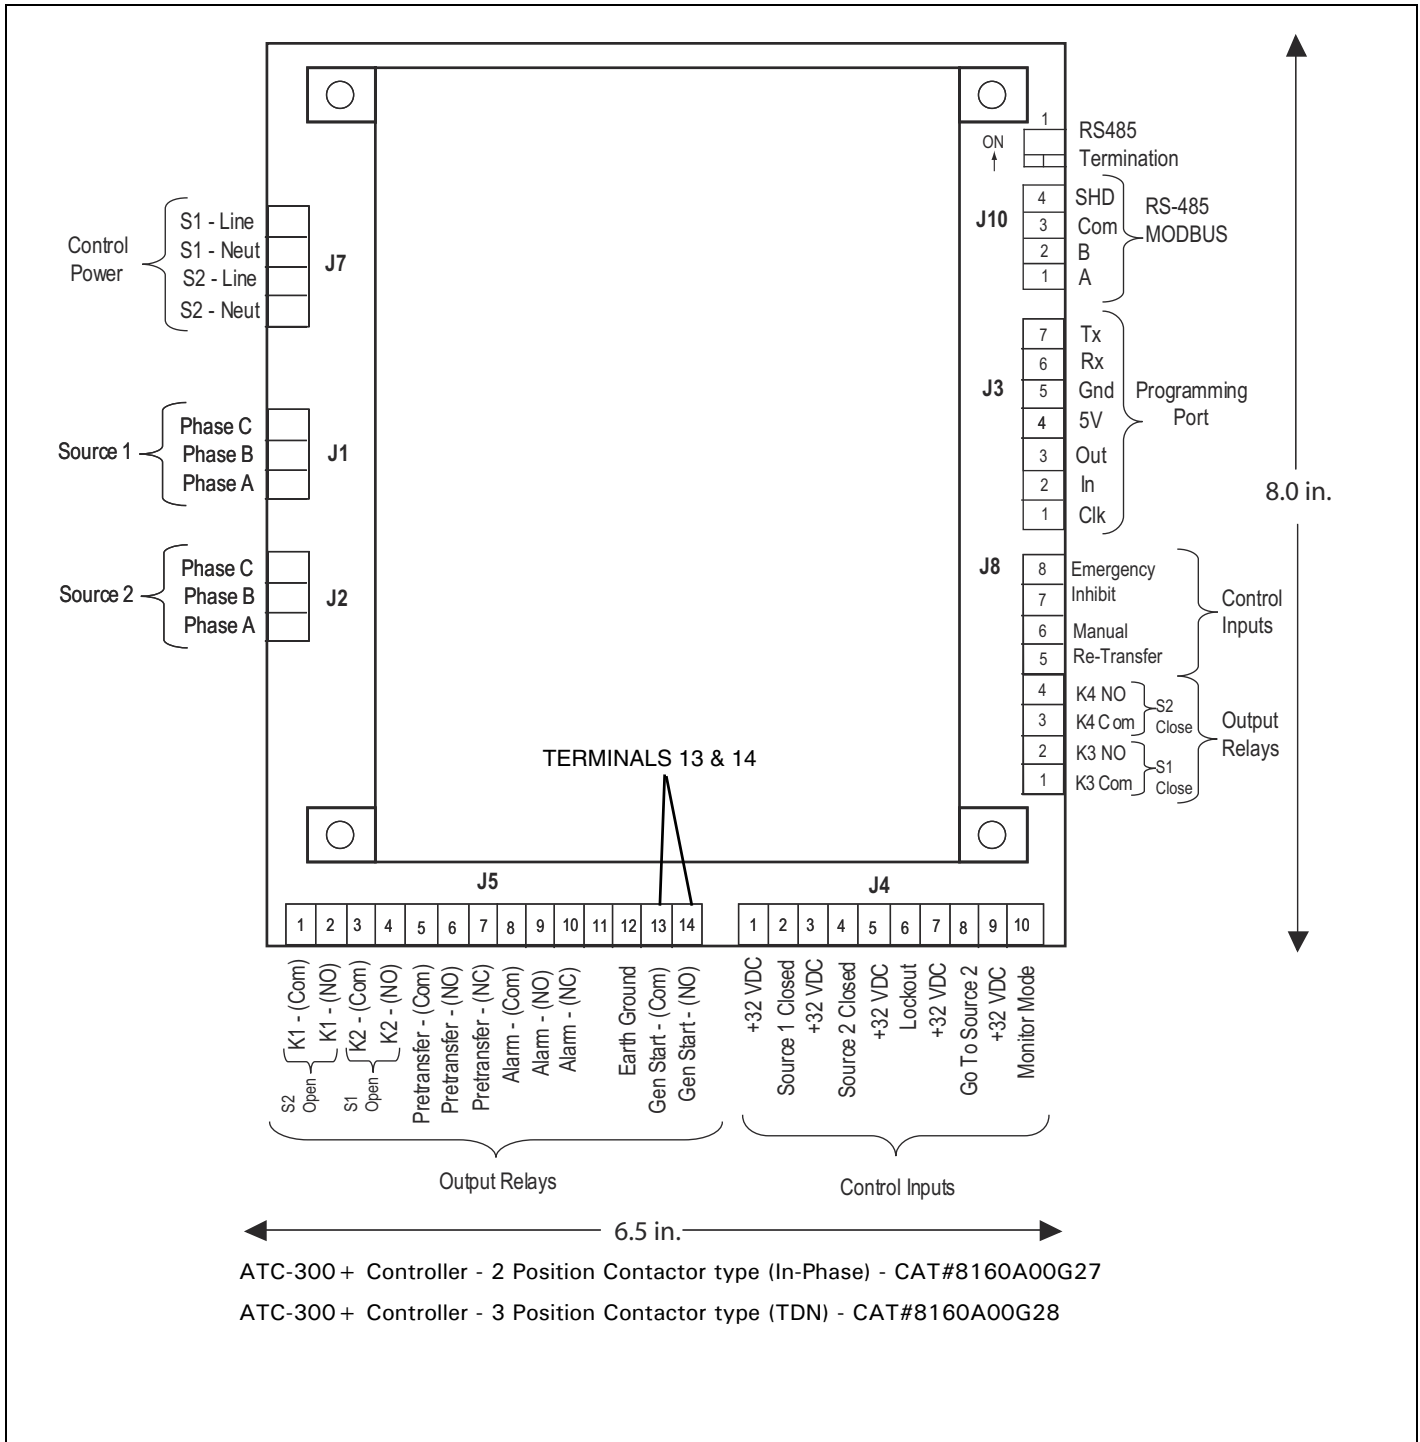 1
ON
RS485
Termination
J10
4 SHD
3 Com
2 B
1 A
RS-485
MODBUS
Control
Power
S1 - Line
S1 - Neut
S2 - Line
S2 - Neut
J7
J3
7 Tx
6 Rx
5 Gnd
4 5V
3 Out
2 In
1 Clk
Programming
Port
Source 1
Phase C
Phase B
Phase A
J1
8.0 in.
Source 2
Phase C
Phase B
Phase A
J2
J8
8 Emergency
7 Inhibit
6 Manual
5 Re-Transfer
Control
Inputs
4 K4 NO
3 K4 Com
S2
Close
2 K3 NO
1 K3 Com
S1
Close
Output
Relays
TERMINALS 13 & 14
J5
1 2 3 4 5 6 7 8 9 10 11 12 13 14
K1 - (Com)
K1 - (NO)
S2
Open
K2 - (Com)
K2 - (NO)
S1
Open
Pretransfer - (Com)
Pretransfer - (NO)
Pretransfer - (NC)
Alarm - (Com)
Alarm - (NO)
Alarm - (NC)
Earth Ground
Gen Start - (Com)
Gen Start - (NO)
Output Relays
J4
1 2 3 4 5 6 7 8 9 10
+32 VDC
Source 1 Closed
+32 VDC
Source 2 Closed
+32 VDC
Lockout
+32 VDC
Go To Source 2
+32 VDC
Monitor Mode
Control Inputs
6.5 in.
ATC-300+ Controller - 2 Position Contactor type (In-Phase) - CAT#8160A00G27
ATC-300+ Controller - 3 Position Contactor type (TDN) - CAT#8160A00G28